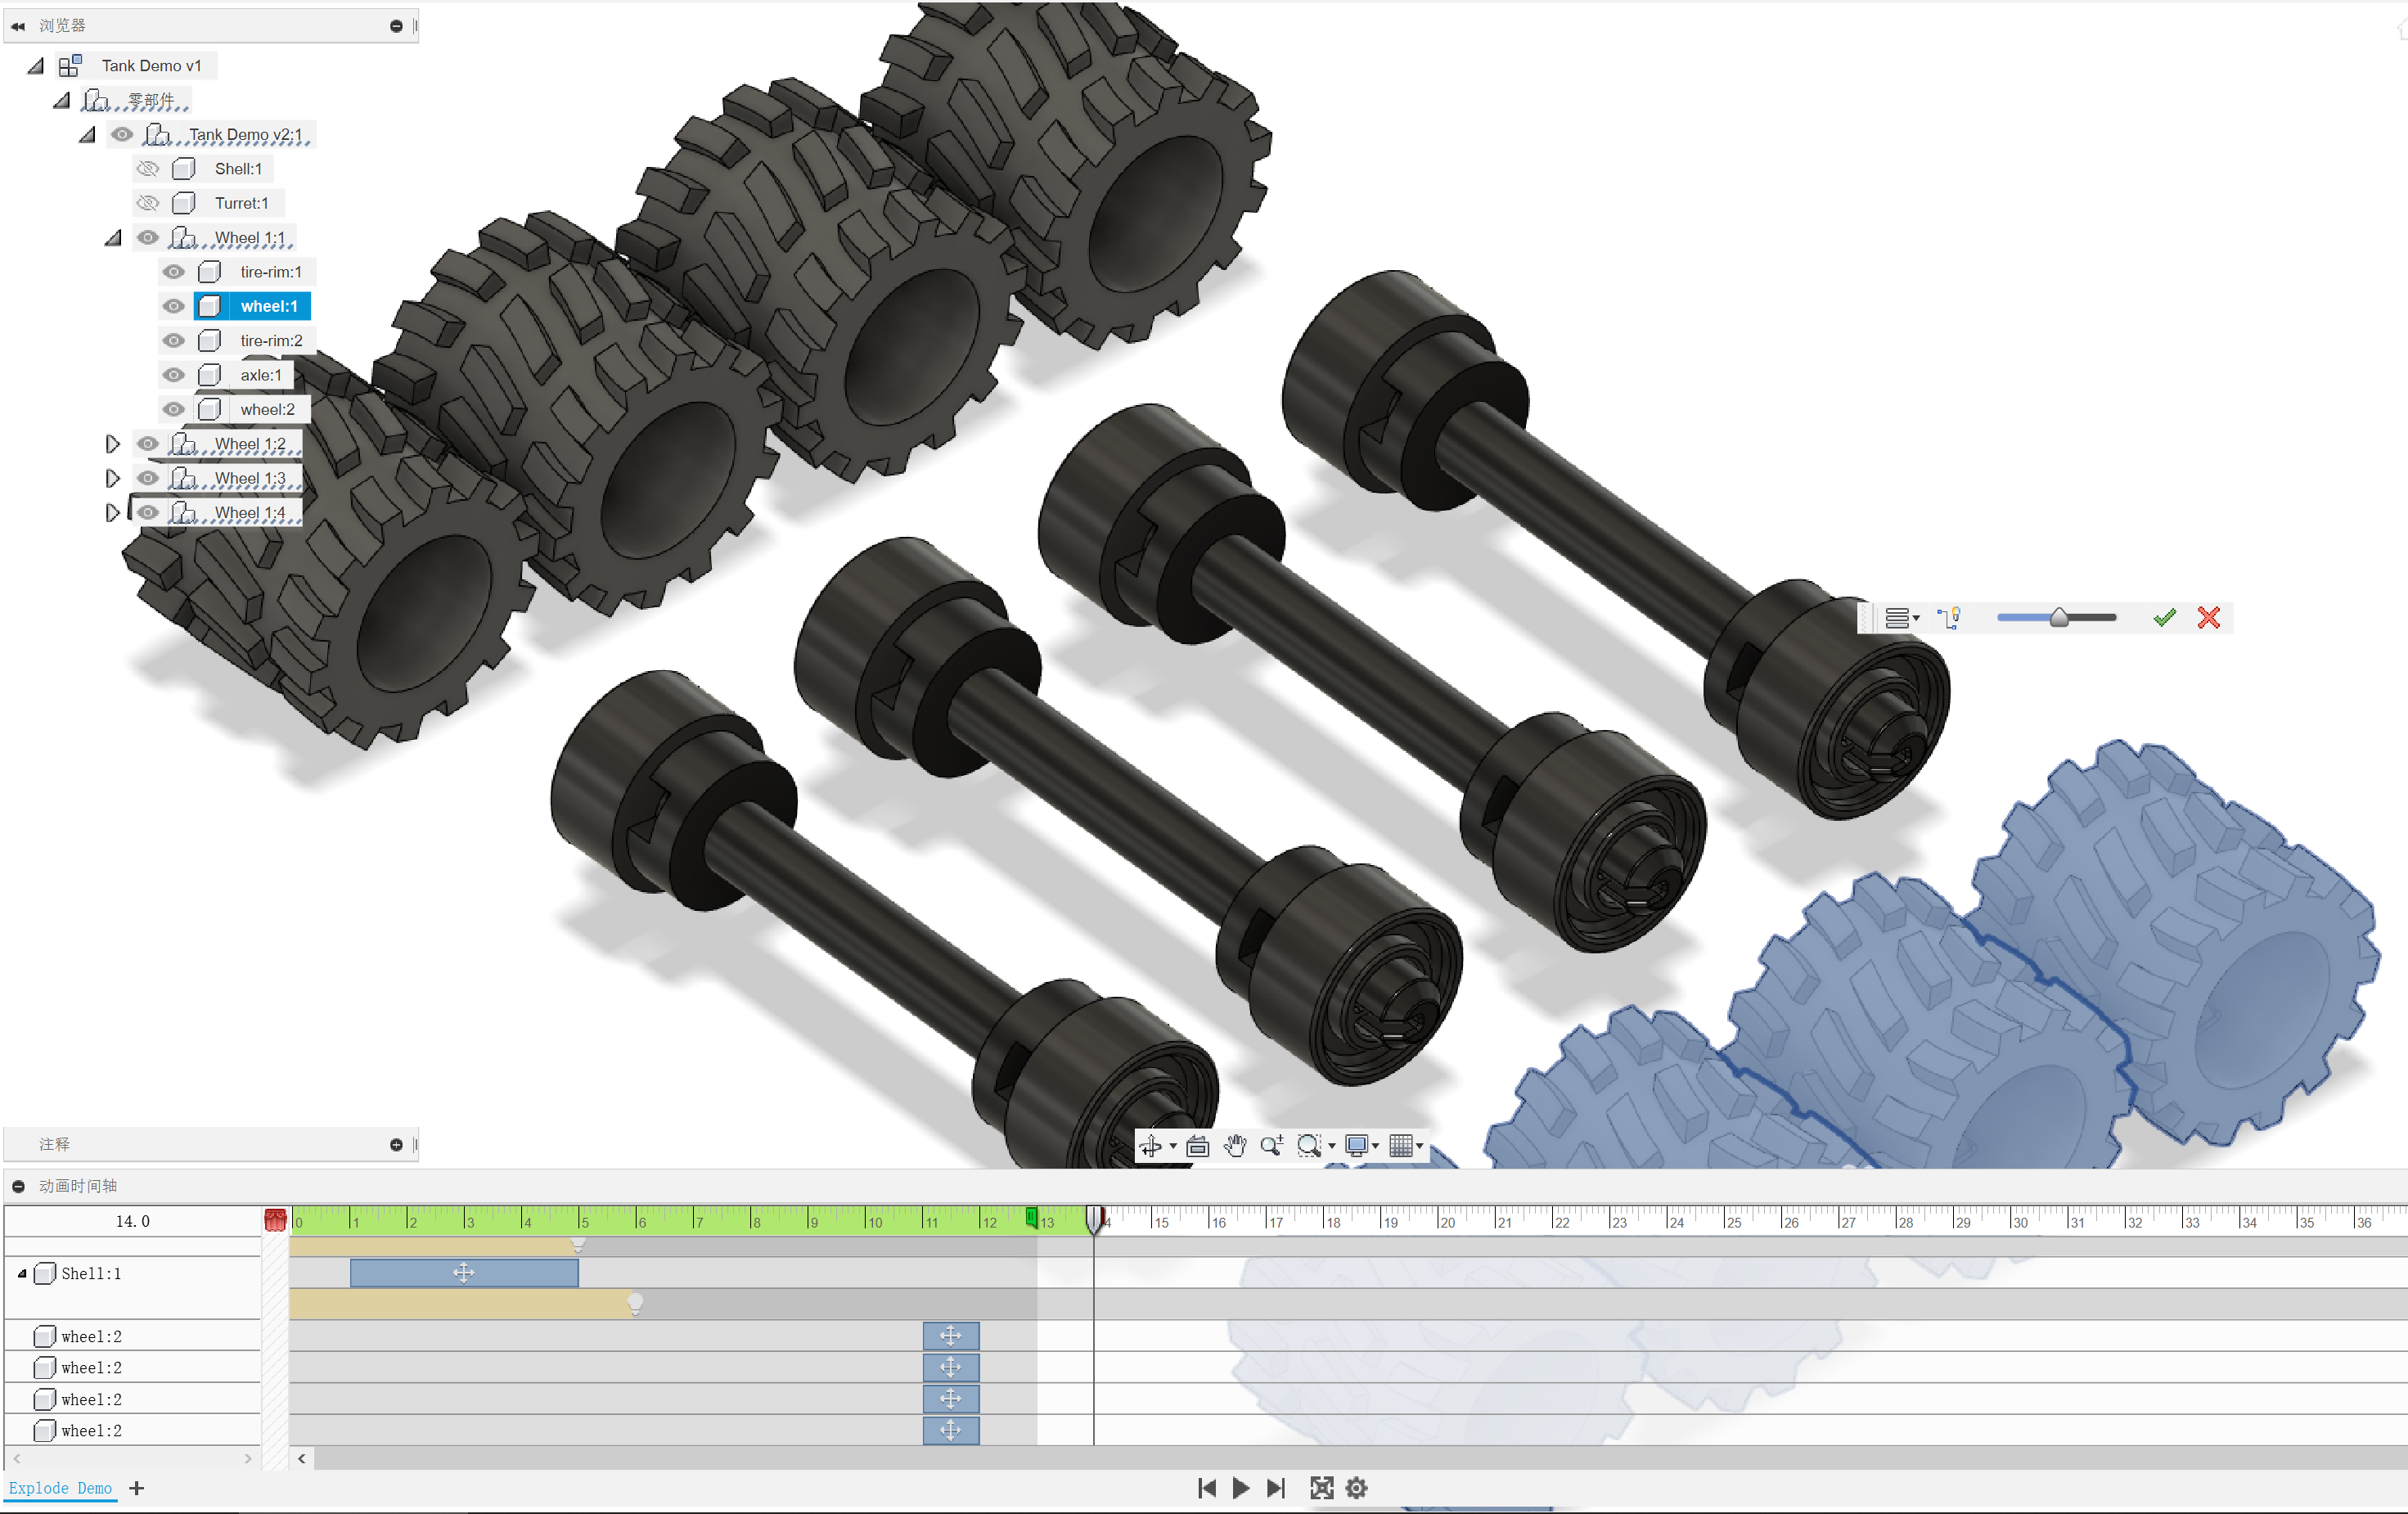 浏览器
Tank Demo v1
零部件
Tank Demo v2:1
Shell:1
Turret:1
Wheel 1:1
tire-rim:1
wheel:1
tire-rim:2
axle:1
wheel:2
Wheel 1:2
Wheel 1:3
Wheel 1:4
注释
动画时间轴
14.0
0 1 2 3 4 5 6 7 8 9 10 11 12 13 4 15 16 17 18 19 20 21 22 23 24 25 26 27 28 29 30 31 32 33 34 35 36
Shell:1
wheel:2
wheel:2
wheel:2
wheel:2
Explode Demo